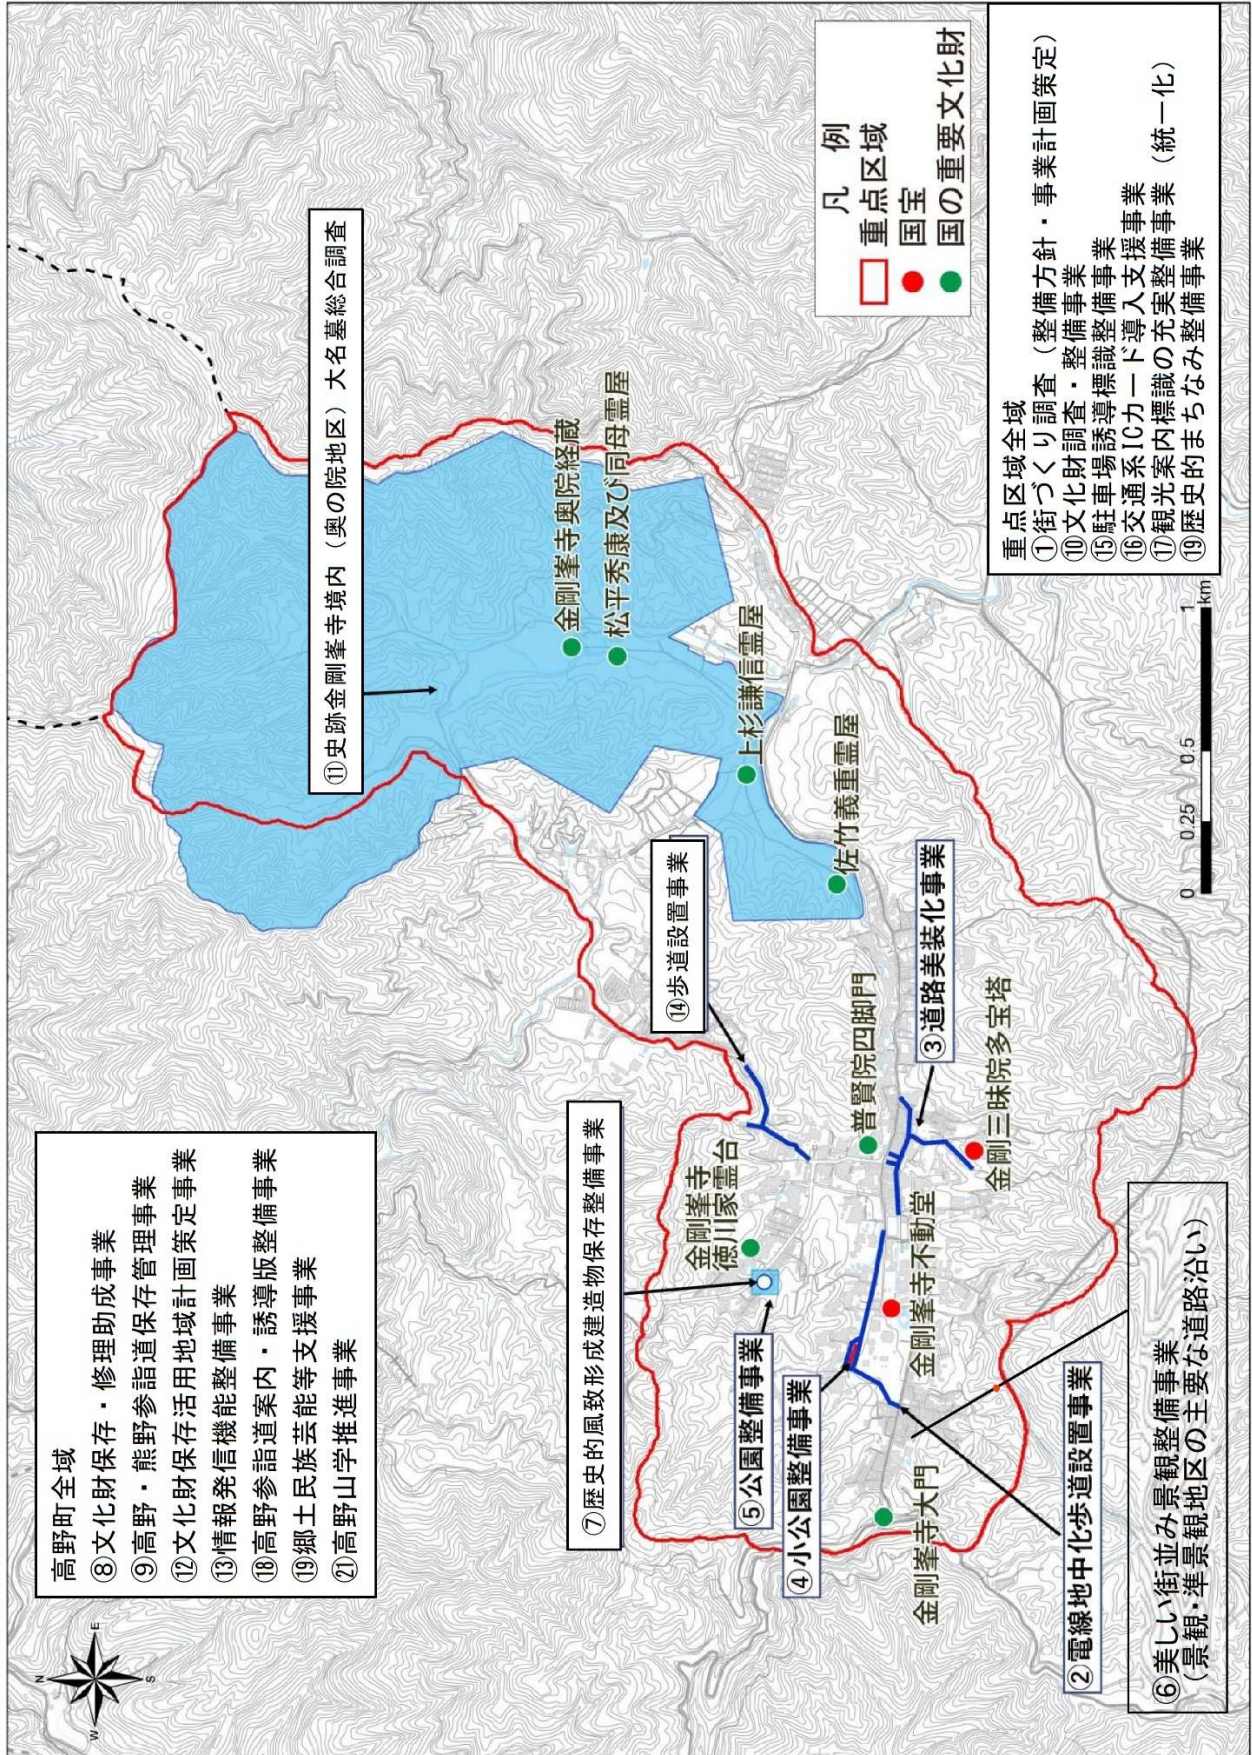 高野町全域
⑧文化財保存・修理助成事業
⑨高野・熊野参詣道保存管理事業
⑫文化財保存活用地域計画策定事業
⑬情報発信機能整備事業
⑱高野参詣道案内・誘導版整備事業
⑲郷土民族芸能等支援事業
㉑高野山学推進事業
N
E
S
W
⑪史跡金剛峯寺境内（奥の院地区）大名墓総合調査
⑦歴史的風致形成建造物保存整備事業
⑭歩道設置事業
金剛峯寺奥院経蔵
松平秀康及び同母霊屋
上杉謙信霊屋
佐竹義重霊屋
金剛峯寺
徳川家霊台
⑤公園整備事業
④小公園整備事業
普賢院四脚門
③道路美装化事業
金剛峯寺不動堂
金剛三昧院多宝塔
金剛峯寺大門
②電線地中化歩道設置事業
⑥美しい街並み景観整備事業
（景観・準景観地区の主要な道路沿い）
凡 例
重点区域
国宝
国の重要文化財
0 0.25 0.5 1
km
重点区域全域
①街づくり調査（整備方針・事業計画策定）
⑩文化財調査・整備事業
⑮駐車場誘導標識整備事業
⑯交通系ICカード導入支援事業
⑰観光案内標識の充実整備事業（統一化）
⑲歴史的まちなみ整備事業